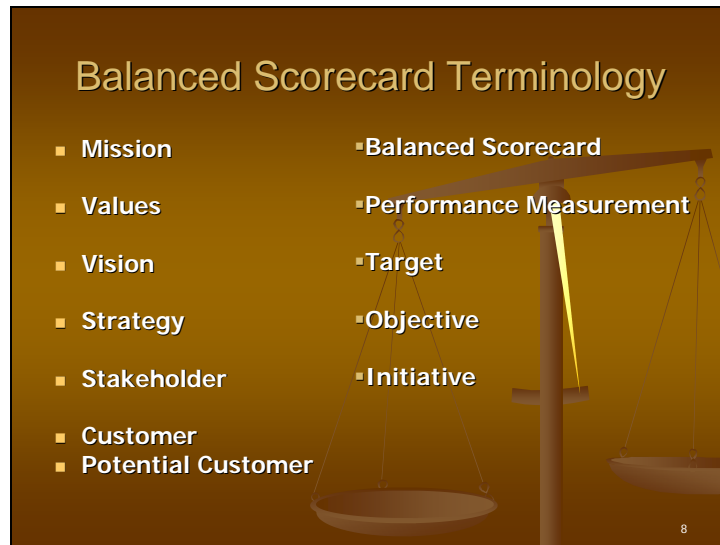 Balanced Scorecard Terminology
■ Mission
■ Values
■ Vision
■ Strategy
■ Stakeholder
■ Customer
■ Potential Customer
▪Balanced Scorecard
▪Performance Measurement
▪Target
▪Objective
▪Initiative
8